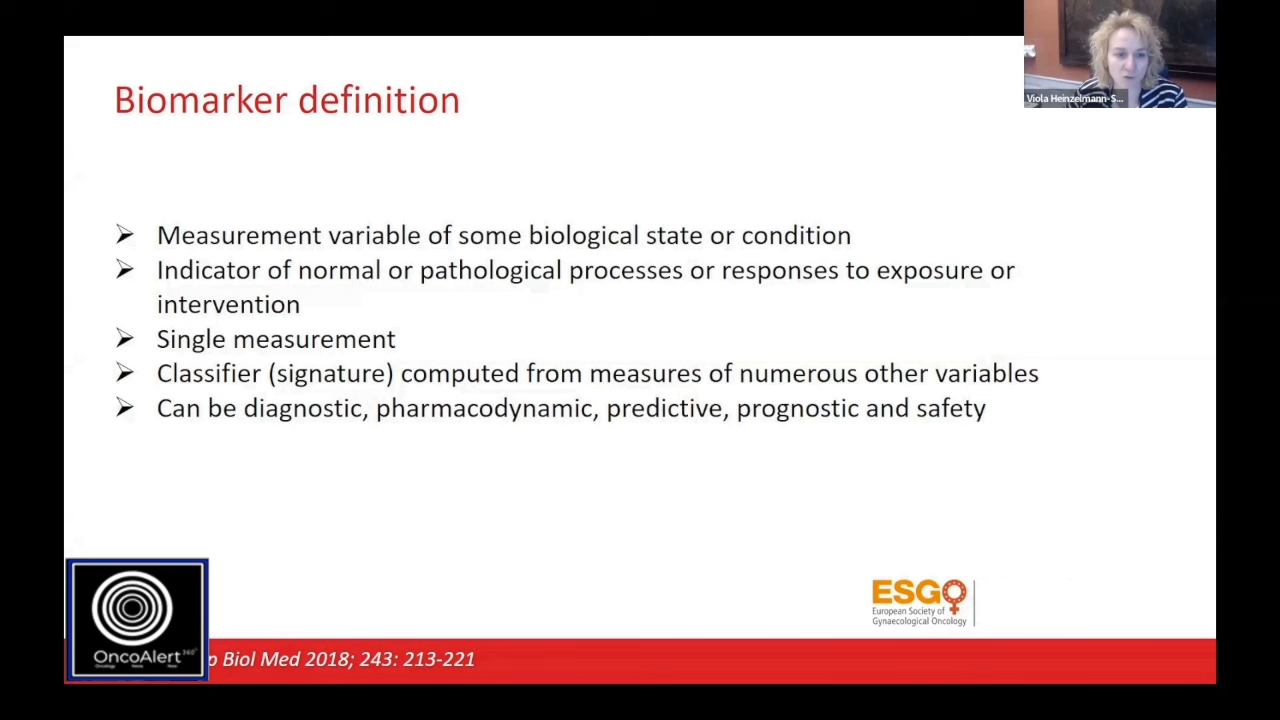 Biomarker definition
Viola Heinzelmann-S...
➢ Measurement variable of some biological state or condition
➢ Indicator of normal or pathological processes or responses to exposure or
intervention
➢ Single measurement
➢ Classifier (signature) computed from measures of numerous other variables
➢ Can be diagnostic, pharmacodynamic, predictive, prognostic and safety
ESGO
European Society of
Gynaecological Oncology
OncoAlert 360°
p Biol Med 2018; 243: 213-221